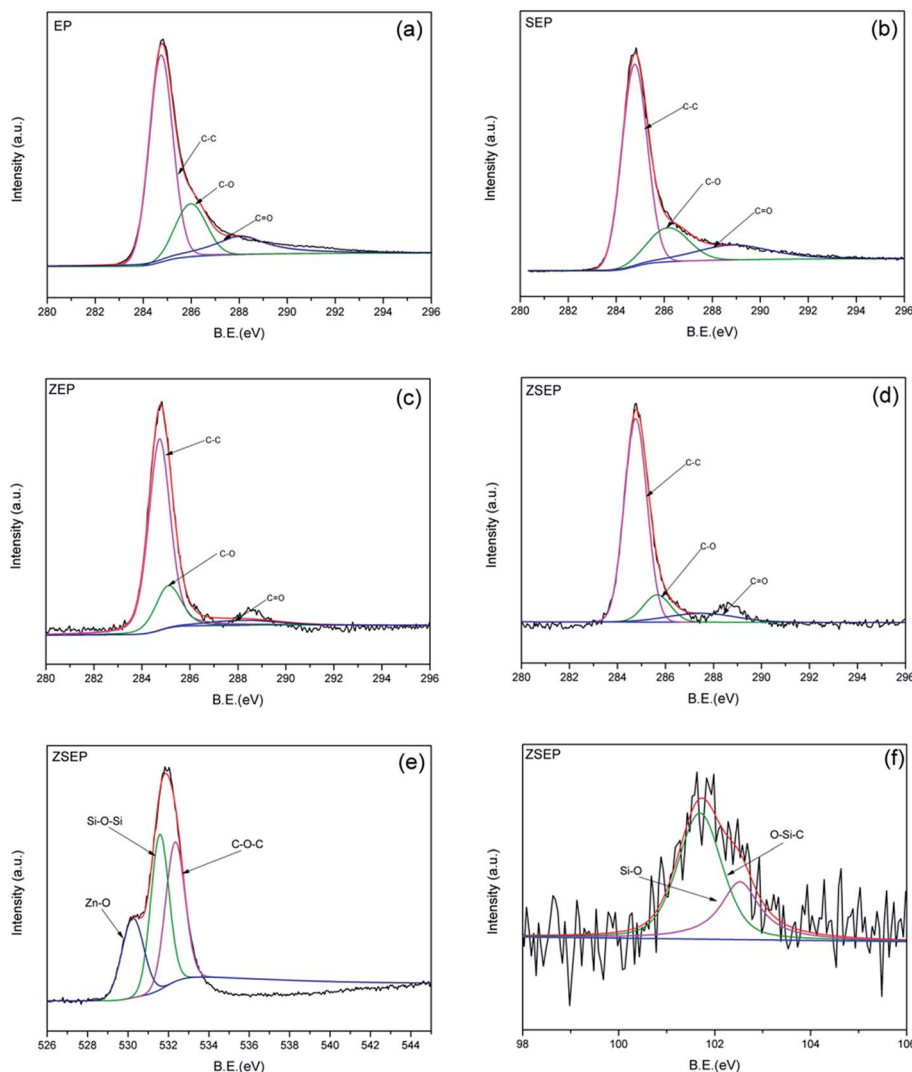 EP
(a)
C-C
C-O
C=O
Intensity (a.u.)
280 282 284 286 288 290 292 294 296
B.E.(eV)
SEP
(b)
C-C
C-O
C=O
Intensity (a.u.)
280 282 284 286 288 290 292 294 296
B.E.(eV)
ZEP
(c)
C-C
C-O
C=O
Intensity (a.u.)
280 282 284 286 288 290 292 294 296
B.E.(eV)
ZSEP
(d)
C-C
C-O
C=O
Intensity (a.u.)
280 282 284 286 288 290 292 294 296
B.E.(eV)
ZSEP
(e)
Si-O-Si
C-O-C
Zn-O
Intensity (a.u.)
526 528 530 532 534 536 538 540 542 544
B.E.(eV)
ZSEP
(f)
O-Si-C
Si-O
Intensity (a.u.)
98 100 102 104 106
B.E.(eV)